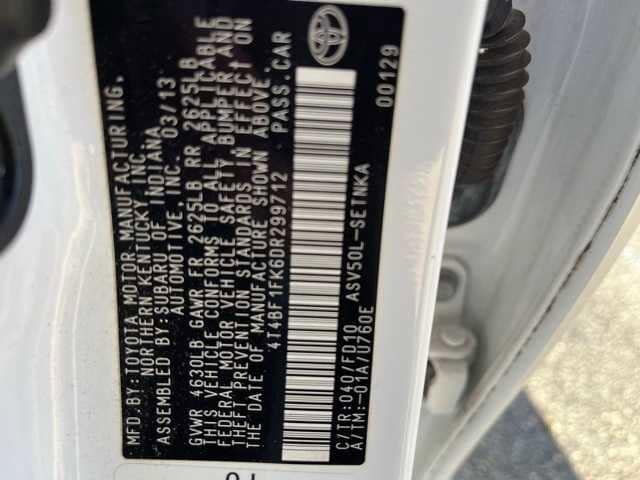 MFD.BY:TOYOTA MOTOR MANUFACTURING.
NORTHERN KENTUCKY INC.
ASSEMBLED BY:SUBARU OF INDIANA
AUTOMOTIVE, INC. 03/13
GVWR 4630LB GAWR FR 2625LB RR 2625LB
THIS VEHICLE CONFORMS TO ALL APPLICABLE
FEDERAL MOTOR VEHICLE SAFETY, BUMPER, AND
THEFT PREVENTION STANDARDS IN EFFECT ON
THE DATE OF MANUFACTURE SHOWN ABOVE.
4T4BF1FK6DR299712 PASS.CAR
C/TR:040/FD10 ASV50L-SETNKA
A/TM:-01A/U760E
00129